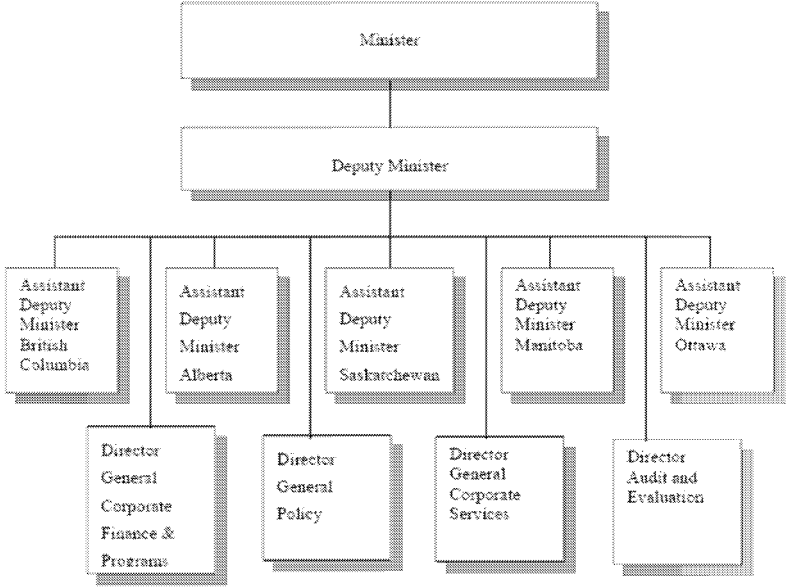 Minister
Deputy Minister
Assistant
Deputy
Minister
British
Columbia
Assistant
Deputy
Minister
Alberta
Assistant
Deputy
Minister
Saskatchewan
Assistant
Deputy
Minister
Manitoba
Assistant
Deputy
Minister
Ottawa
Director
General
Corporate
Finance &
Programs
Director
General
Policy
Director
General
Corporate
Services
Director
Audit and
Evaluation